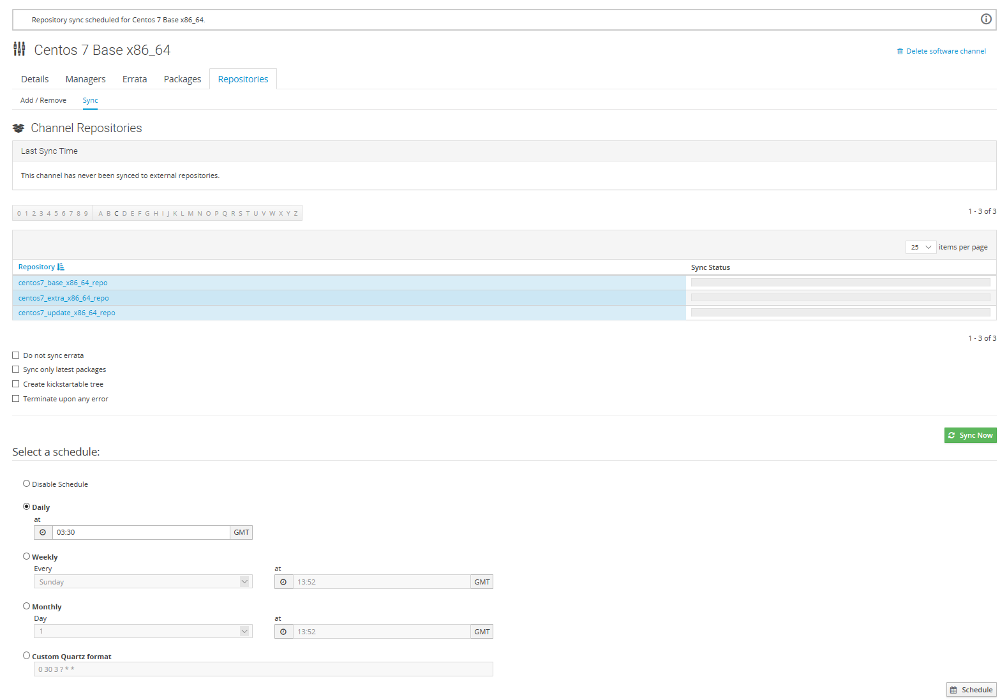 Repository sync scheduled for Centos 7 Base x86_64.
Centos 7 Base x86_64
Delete software channel
Details Managers Errata Packages Repositories
Add / Remove Sync
Channel Repositories
Last Sync Time
This channel has never been synced to external repositories.
0 1 2 3 4 5 6 7 8 9 A B C D E F G H I J K L M N O P Q R S T U V W X Y Z
1 - 3 of 3
25 items per page
Repository Sync Status
centos7_base_x86_64_repo
centos7_extra_x86_64_repo
centos7_update_x86_64_repo
1 - 3 of 3
Do not sync errata
Sync only latest packages
Create kickstartable tree
Terminate upon any error
Sync Now
Select a schedule:
Disable Schedule
Daily
at
03:30 GMT
Weekly
Every at
Sunday 13:52 GMT
Monthly
Day at
1 13:52 GMT
Custom Quartz format
0 30 3 ? * *
Schedule